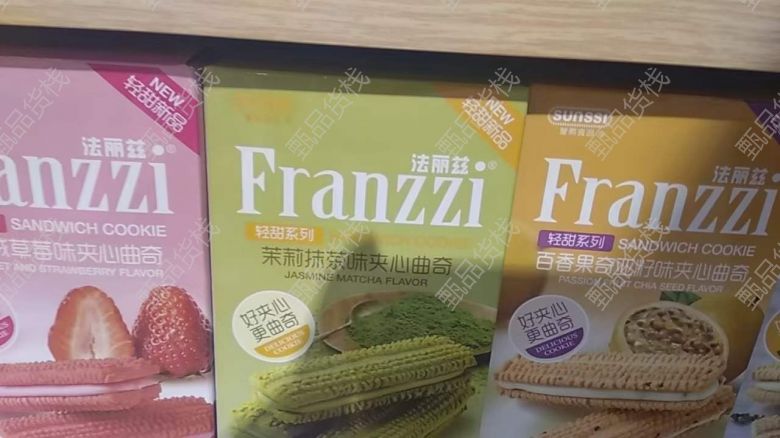 NEW
轻甜新品
法丽兹®
anzzi
SANDWICH COOKIE
草莓味夹心曲奇
ET AND STRAWBERRY FLAVOR
NEW
轻甜新品
法丽兹®
Franzzi
轻甜系列
茉莉抹茶味夹心曲奇
JASMINE MATCHA FLAVOR
好夹心
更曲奇
DELICIOUS
COOKIE
sunssi
法丽兹®
Franzzi
轻甜系列
SANDWICH COOKIE
百香果奇亚籽味夹心曲奇
PASSION FRUIT CHIA SEED FLAVOR
好夹心
更曲奇
DELICIOUS
COOKIE
甄品货栈